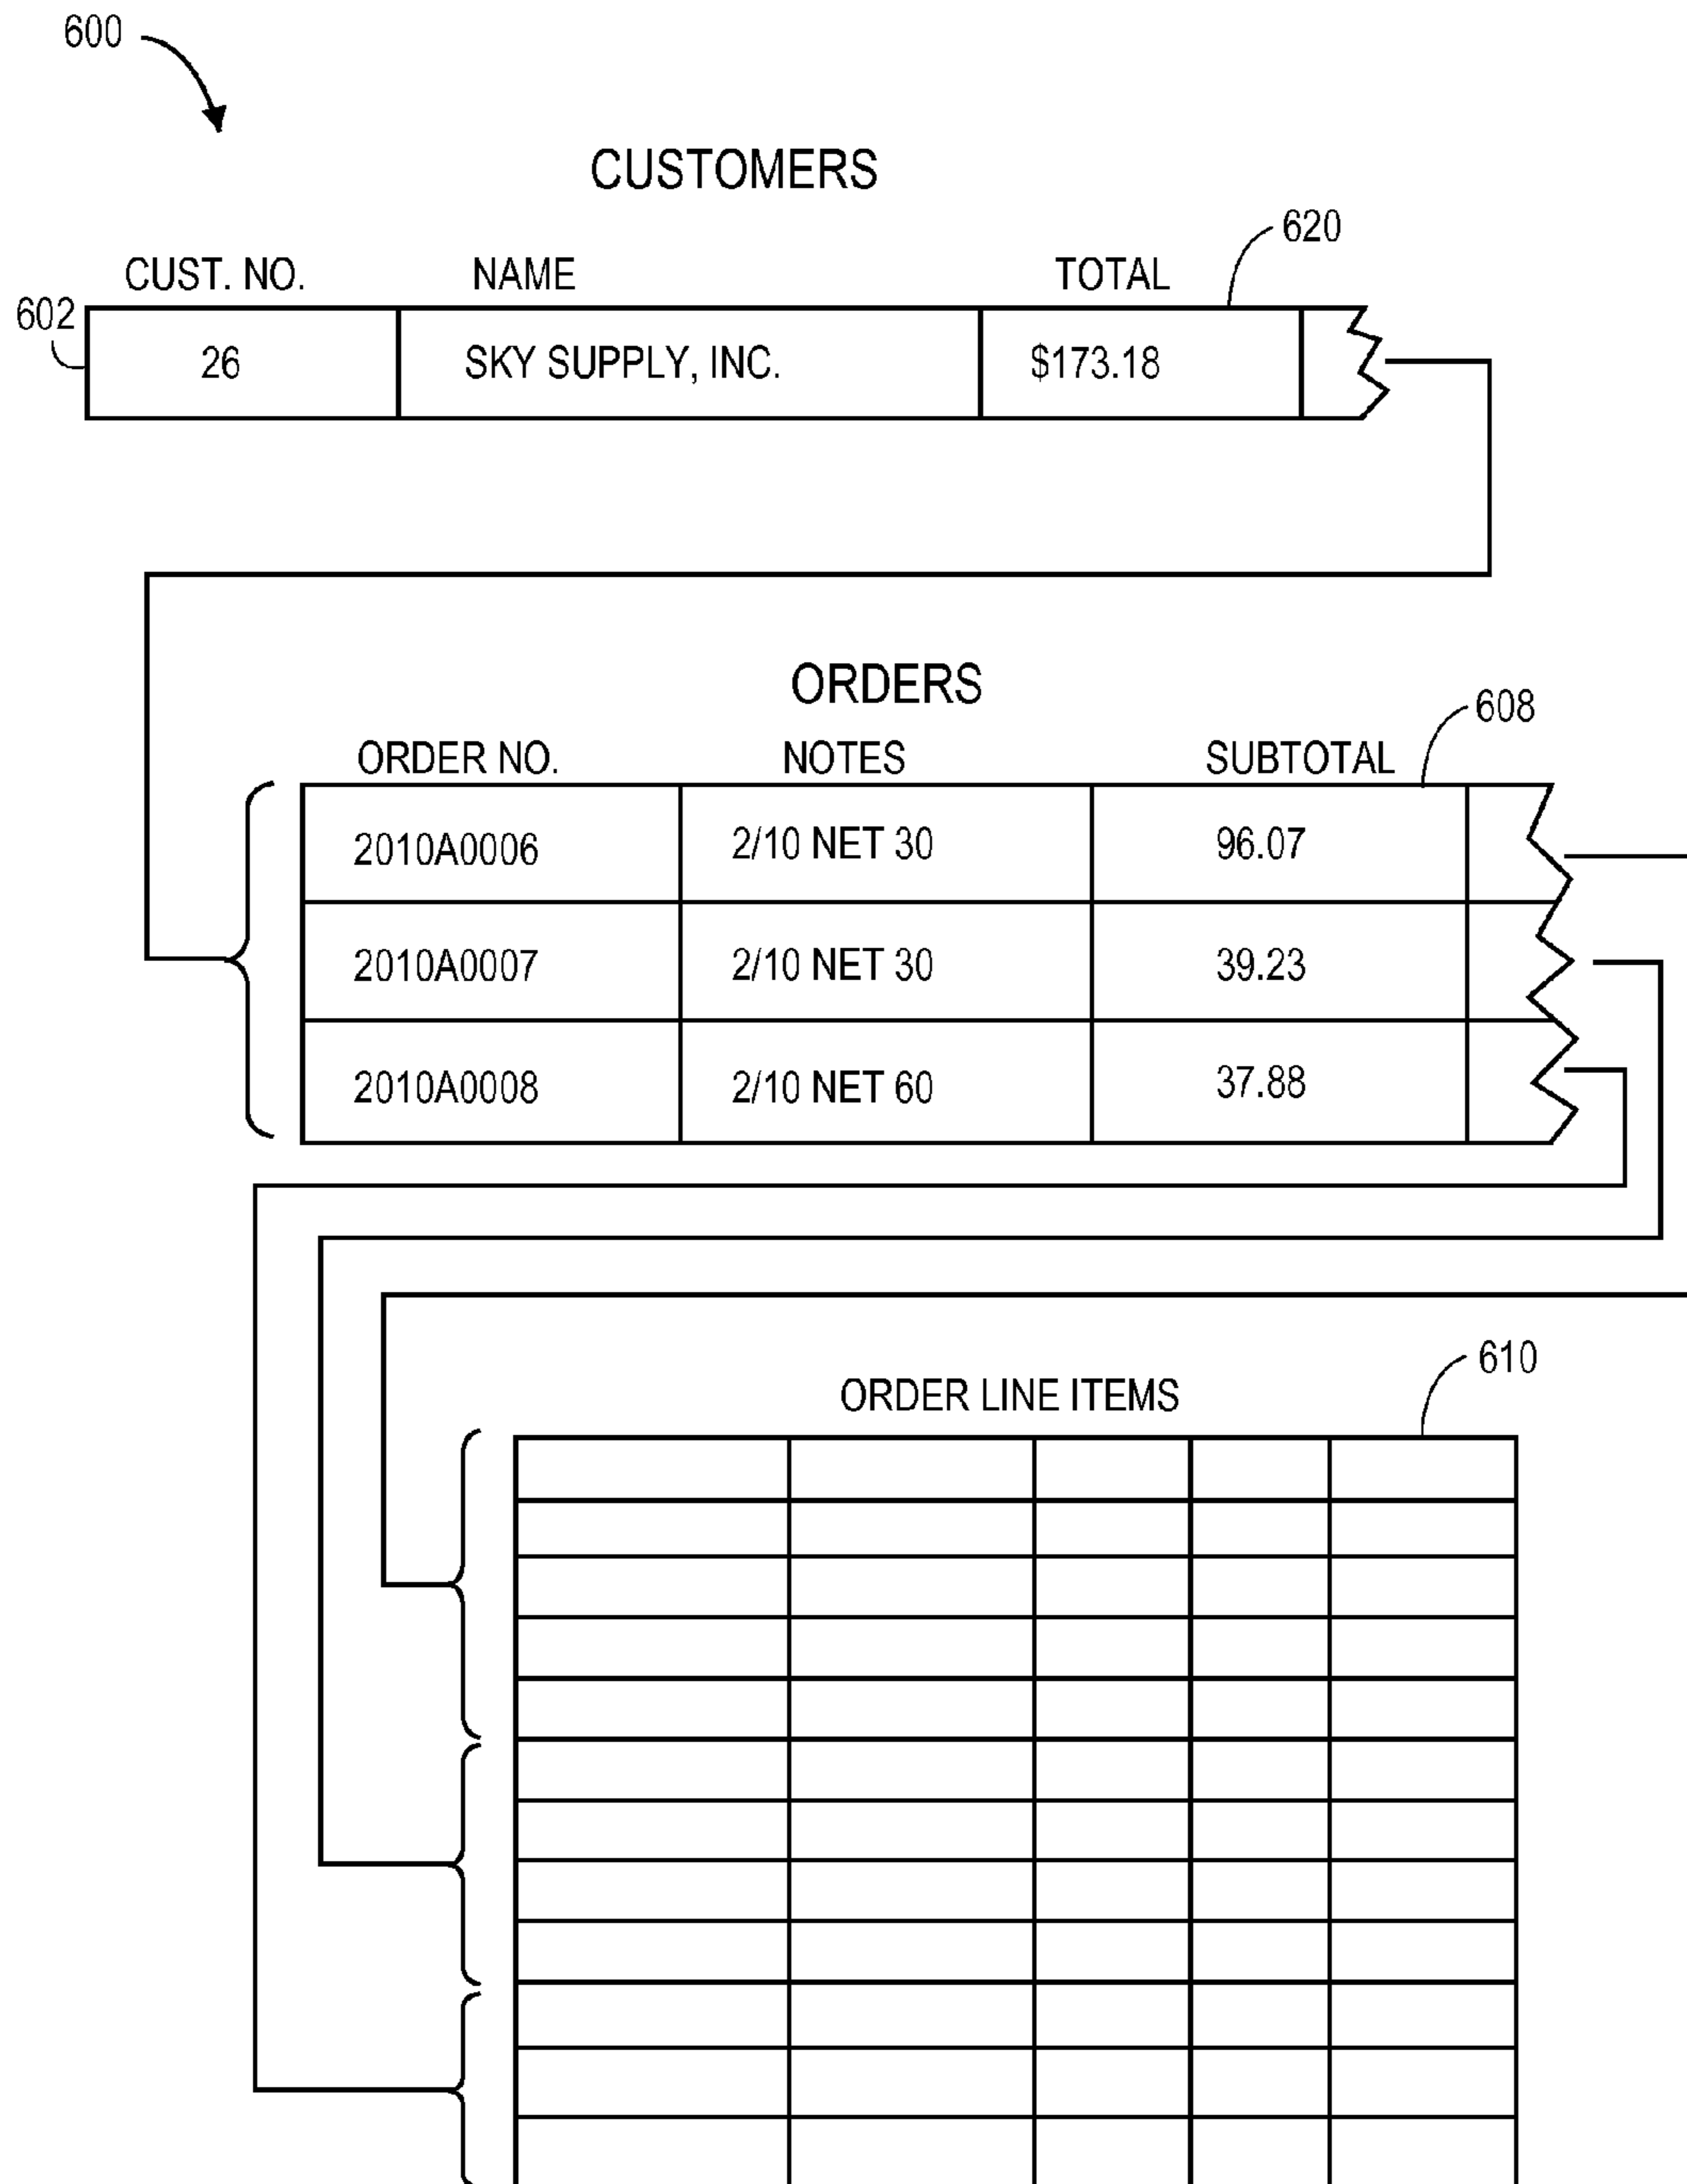 600
CUSTOMERS
620
CUST. NO. NAME TOTAL
602
26 SKY SUPPLY, INC. $173.18
ORDERS
608
ORDER NO. NOTES SUBTOTAL
2010A0006 2/10 NET 30 96.07
2010A0007 2/10 NET 30 39.23
2010A0008 2/10 NET 60 37.88
610
ORDER LINE ITEMS